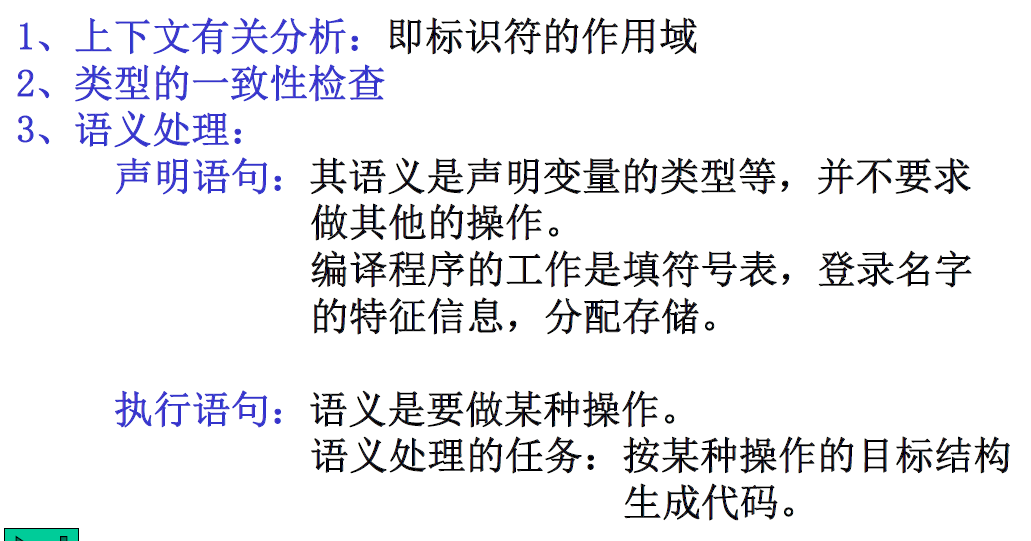 1、上下文有关分析：即标识符的作用域
2、类型的一致性检查
3、语义处理：
声明语句：其语义是声明变量的类型等，并不要求
做其他的操作。
编译程序的工作是填符号表，登录名字
的特征信息，分配存储。
执行语句：语义是要做某种操作。
语义处理的任务：按某种操作的目标结构
生成代码。